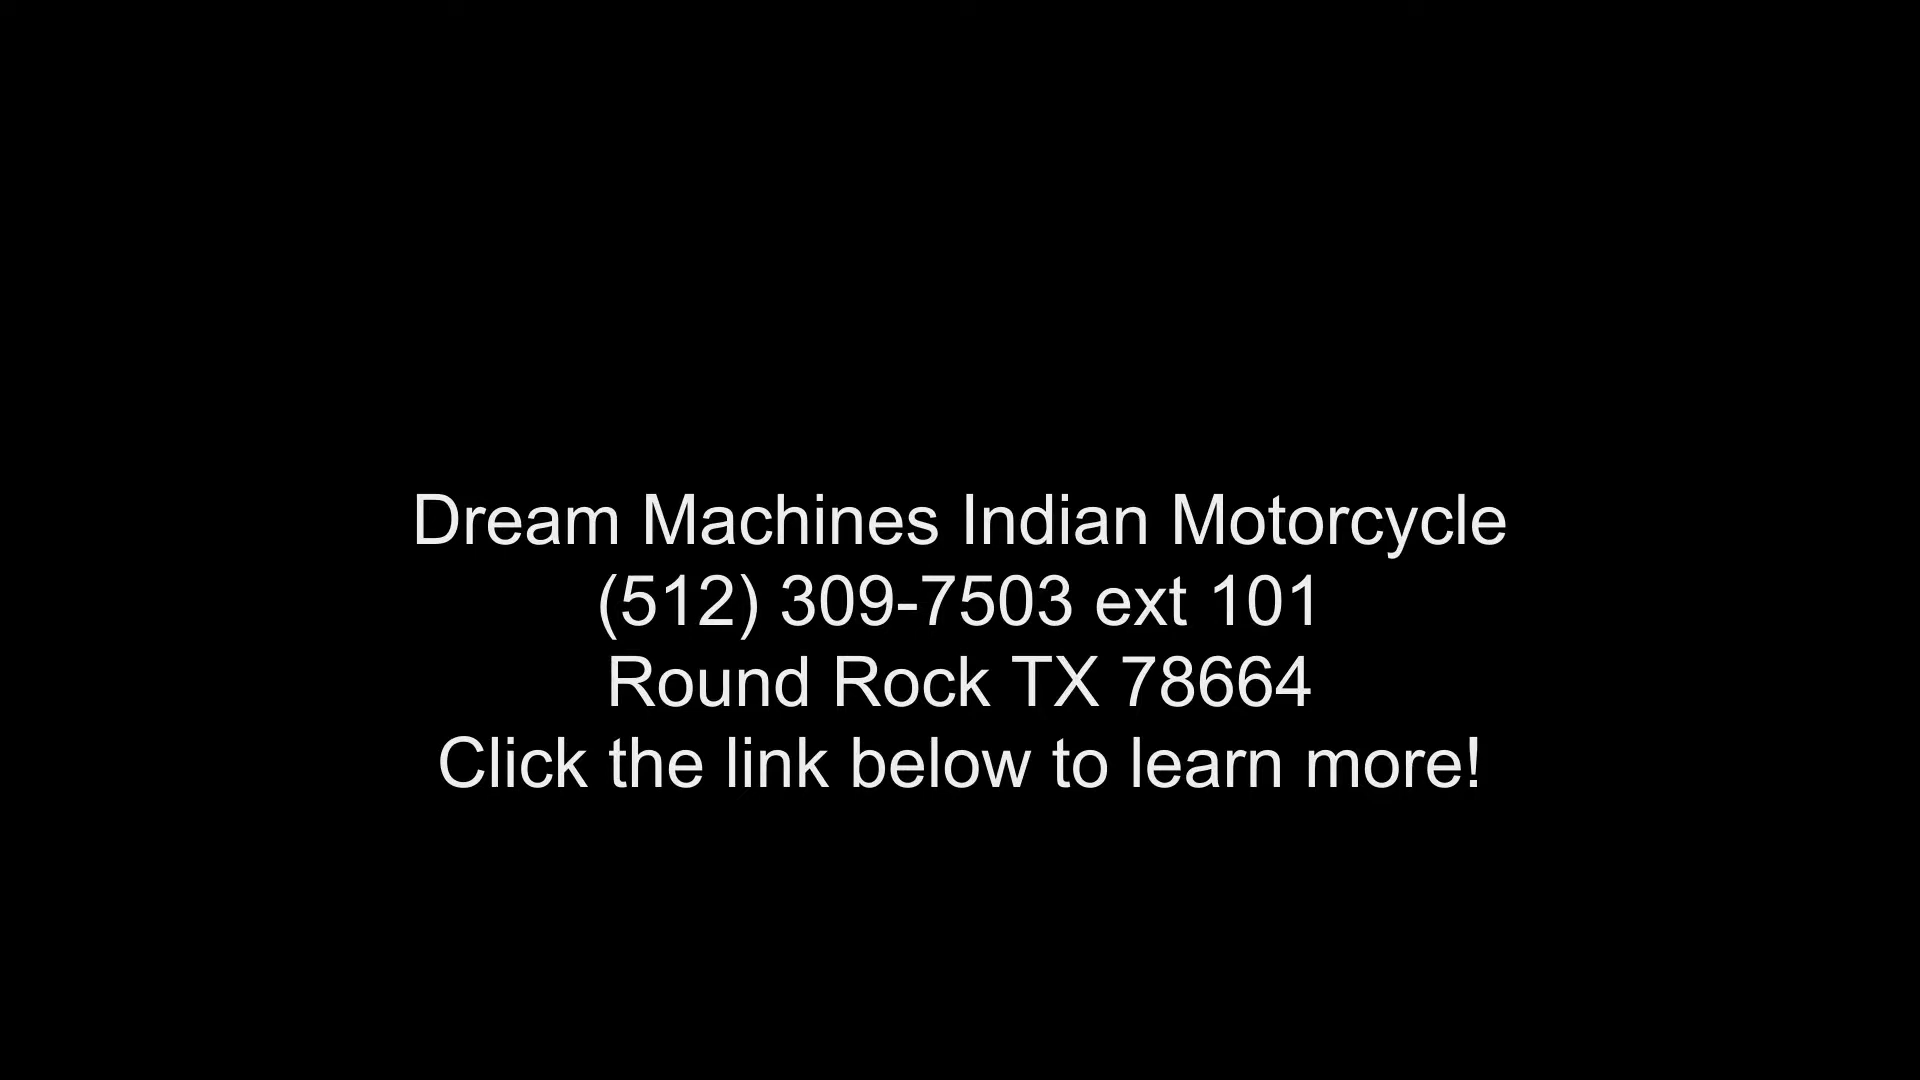 Dream Machines Indian Motorcycle
(512) 309-7503 ext 101
Round Rock TX 78664
Click the link below to learn more!